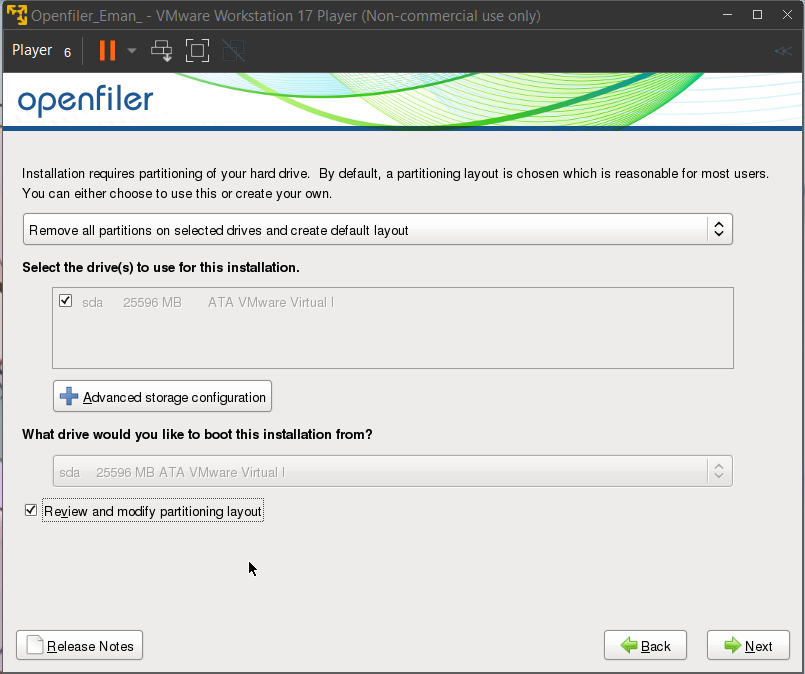 Openfiler_Eman_ - VMware Workstation 17 Player (Non-commercial use only)
Player 6
openfiler
Installation requires partitioning of your hard drive. By default, a partitioning layout is chosen which is reasonable for most users.
You can either choose to use this or create your own.
Remove all partitions on selected drives and create default layout
Select the drive(s) to use for this installation.
sda 25596 MB ATA VMware Virtual I
Advanced storage configuration
What drive would you like to boot this installation from?
sda 25596 MB ATA VMware Virtual I
Review and modify partitioning layout
Release Notes
Back
Next